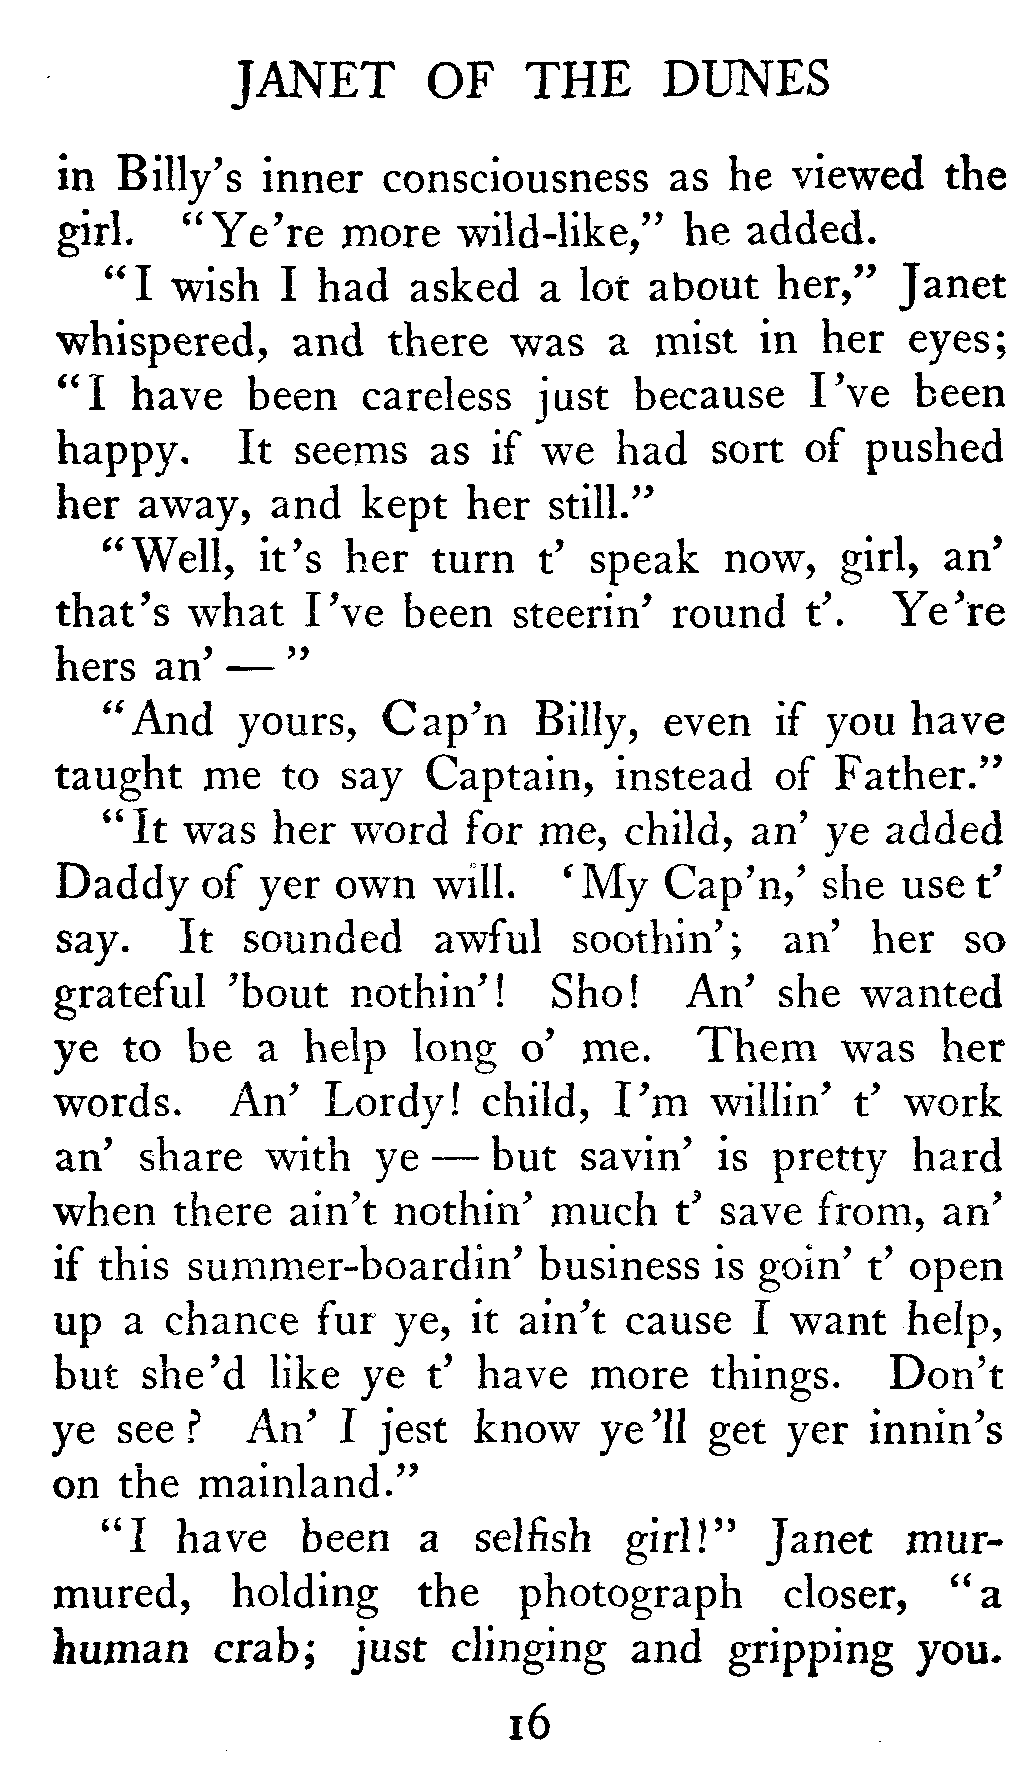 JANET OF THE DUNES
in Billy's inner consciousness as he viewed the
girl. "Ye're more wild-like," he added.
"I wish I had asked a lot about her," Janet
whispered, and there was a mist in her eyes;
"I have been careless just because I've been
happy. It seems as if we had sort of pushed
her away, and kept her still."
"Well, it's her turn t' speak now, girl, an'
that's what I've been steerin' round t'. Ye're
hers an' — "
"And yours, Cap'n Billy, even if you have
taught me to say Captain, instead of Father."
"It was her word for me, child, an' ye added
Daddy of yer own will. 'My Cap'n,' she use t'
say. It sounded awful soothin'; an' her so
grateful 'bout nothin'! Sho! An' she wanted
ye to be a help long o' me. Them was her
words. An' Lordy! child, I'm willin' t' work
an' share with ye — but savin' is pretty hard
when there ain't nothin' much t' save from, an'
if this summer-boardin' business is goin' t' open
up a chance fur ye, it ain't cause I want help,
but she'd like ye t' have more things. Don't
ye see? An' I jest know ye'll get yer innin's
on the mainland."
"I have been a selfish girl!" Janet mur-
mured, holding the photograph closer, "a
human crab; just clinging and gripping you.
16